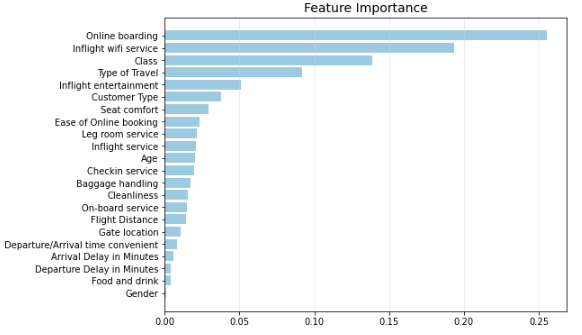 Feature Importance
Online boarding
Inflight wifi service
Class
Type of Travel
Inflight entertainment
Customer Type
Seat comfort
Ease of Online booking
Leg room service
Inflight service
Age
Checkin service
Baggage handling
Cleanliness
On-board service
Flight Distance
Gate location
Departure/Arrival time convenient
Arrival Delay in Minutes
Departure Delay in Minutes
Food and drink
Gender
0.00 0.05 0.10 0.15 0.20 0.25